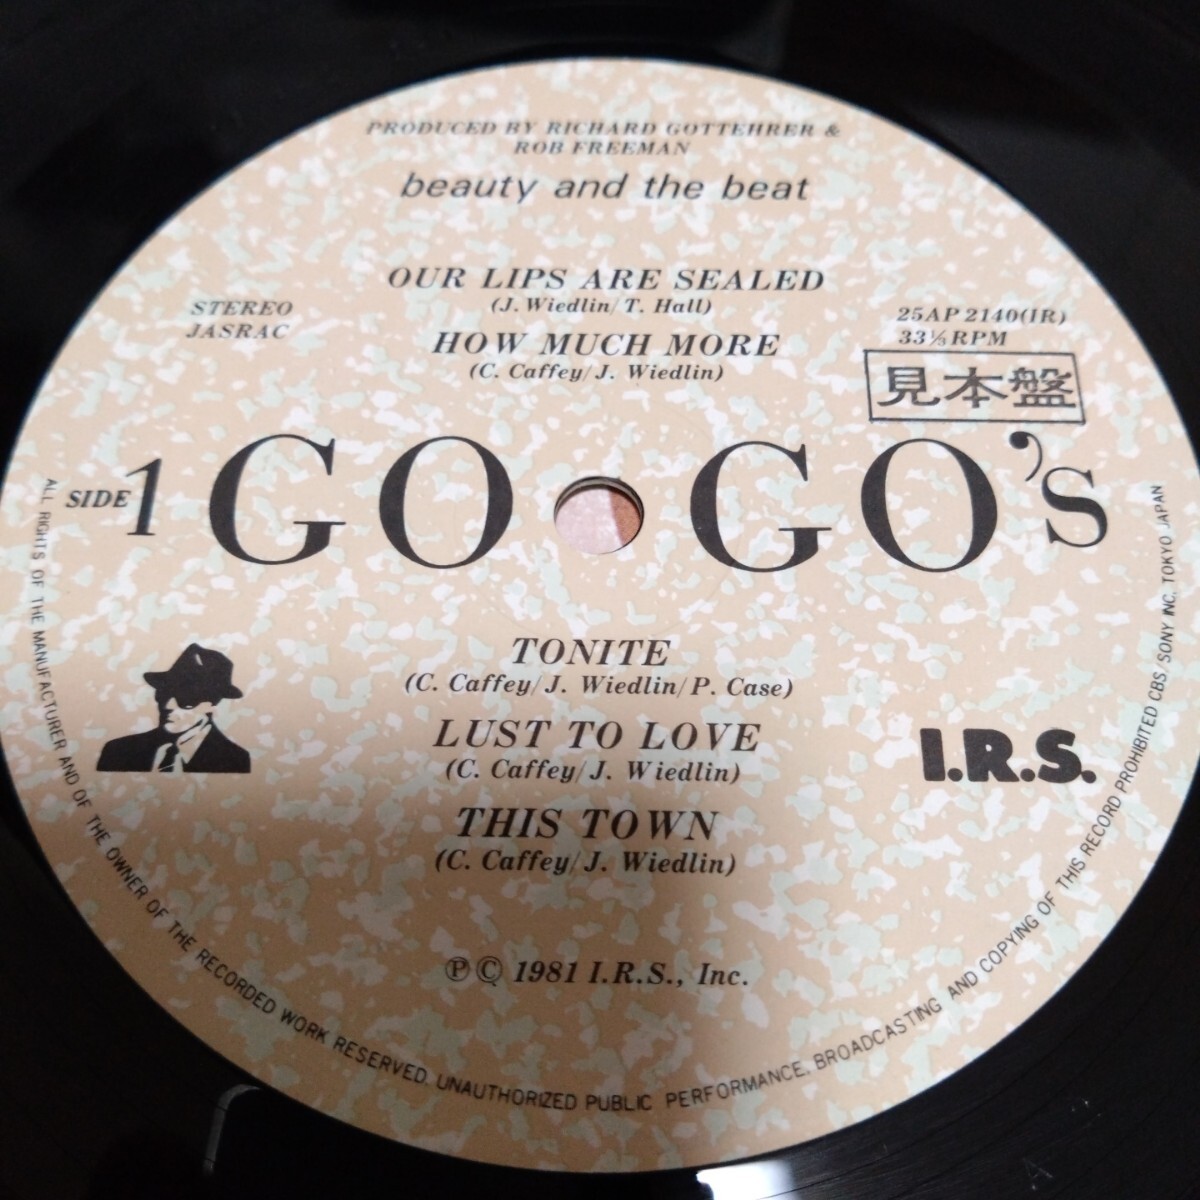 PRODUCED BY RICHARD GOTTEHRER &
ROB FREEMAN
beauty and the beat
OUR LIPS ARE SEALED
(J. Wiedlin/T. Hall)
HOW MUCH MORE
(C. Caffey/J. Wiedlin)
STEREO
JASRAC
25AP 2140(IR)
33⅓RPM
見本盤
SIDE 1
GO GO's
TONITE
(C. Caffey/J. Wiedlin/P. Case)
LUST TO LOVE
(C. Caffey/J. Wiedlin)
THIS TOWN
(C. Caffey/J. Wiedlin)
I.R.S.
Ⓟ© 1981 I.R.S., Inc.
ALL RIGHTS OF THE MANUFACTURER AND OF THE OWNER OF THE RECORDED WORK RESERVED. UNAUTHORIZED PUBLIC PERFORMANCE, BROADCASTING AND COPYING OF THIS RECORD PROHIBITED CBS/SONY INC. TOKYO JAPAN